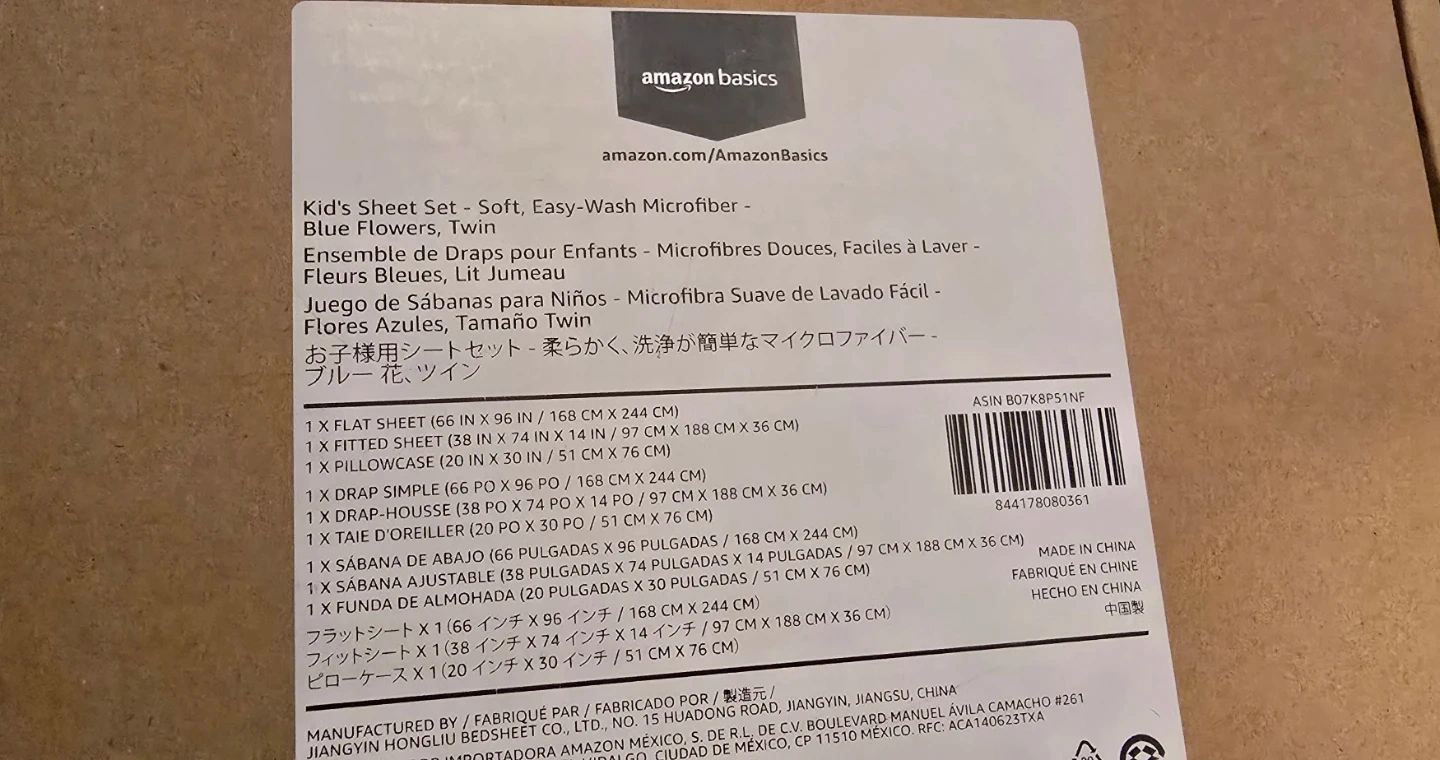 amazon basics
amazon.com/AmazonBasics
Kid's Sheet Set - Soft, Easy-Wash Microfiber -
Blue Flowers, Twin
Ensemble de Draps pour Enfants - Microfibres Douces, Faciles à Laver -
Fleurs Bleues, Lit Jumeau
Juego de Sábanas para Niños - Microfibra Suave de Lavado Fácil -
Flores Azules, Tamaño Twin
お子様用シートセット - 柔らかく、洗浄が簡単なマイクロファイバー -
ブルー 花、ツイン
1 X FLAT SHEET (66 IN X 96 IN / 168 CM X 244 CM)
1 X FITTED SHEET (38 IN X 74 IN X 14 IN / 97 CM X 188 CM X 36 CM)
1 X PILLOWCASE (20 IN X 30 IN / 51 CM X 76 CM)
1 X DRAP SIMPLE (66 PO X 96 PO / 168 CM X 244 CM)
1 X DRAP-HOUSSE (38 PO X 74 PO X 14 PO / 97 CM X 188 CM X 36 CM)
1 X TAIE D'OREILLER (20 PO X 30 PO / 51 CM X 76 CM)
1 X SÁBANA DE ABAJO (66 PULGADAS X 96 PULGADAS / 168 CM X 244 CM)
1 X SÁBANA AJUSTABLE (38 PULGADAS X 74 PULGADAS X 14 PULGADAS / 97 CM X 188 CM X 36 CM)
1 X FUNDA DE ALMOHADA (20 PULGADAS X 30 PULGADAS / 51 CM X 76 CM)
フラットシート X 1 (66 インチ X 96 インチ / 168 CM X 244 CM)
フィットシート X 1 (38 インチ X 74 インチ X 14 インチ / 97 CM X 188 CM X 36 CM)
ピローケース X 1 (20 インチ X 30 インチ / 51 CM X 76 CM)
ASIN B07K8P51NF
844178080361
MADE IN CHINA
FABRIQUÉ EN CHINE
HECHO EN CHINA
中国製
MANUFACTURED BY / FABRIQUÉ PAR / FABRICADO POR / 製造元 /
JIANGYIN HONGLIU BEDSHEET CO., LTD., NO. 15 HUADONG ROAD, JIANGYIN, JIANGSU, CHINA
IMPORTADORA AMAZON MÉXICO, S. DE R.L. DE C.V. BOULEVARD MANUEL ÁVILA CAMACHO #261
HIDALGO, CIUDAD DE MÉXICO, CP 11510 MÉXICO. RFC: ACA140623TXA